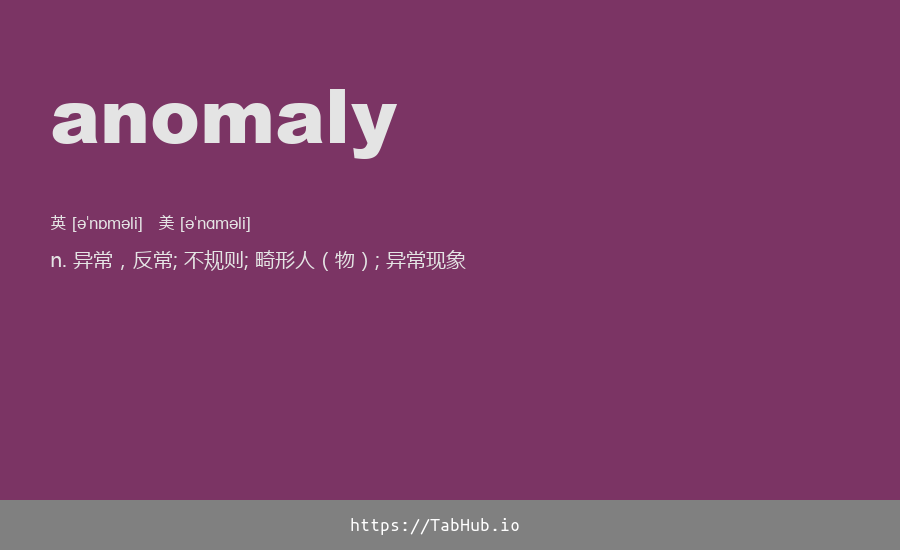 anomaly
英 [əˈnɒməli] 美 [əˈnɑməli]
n. 异常，反常; 不规则; 畸形人（物）; 异常现象
https://TabHub.io